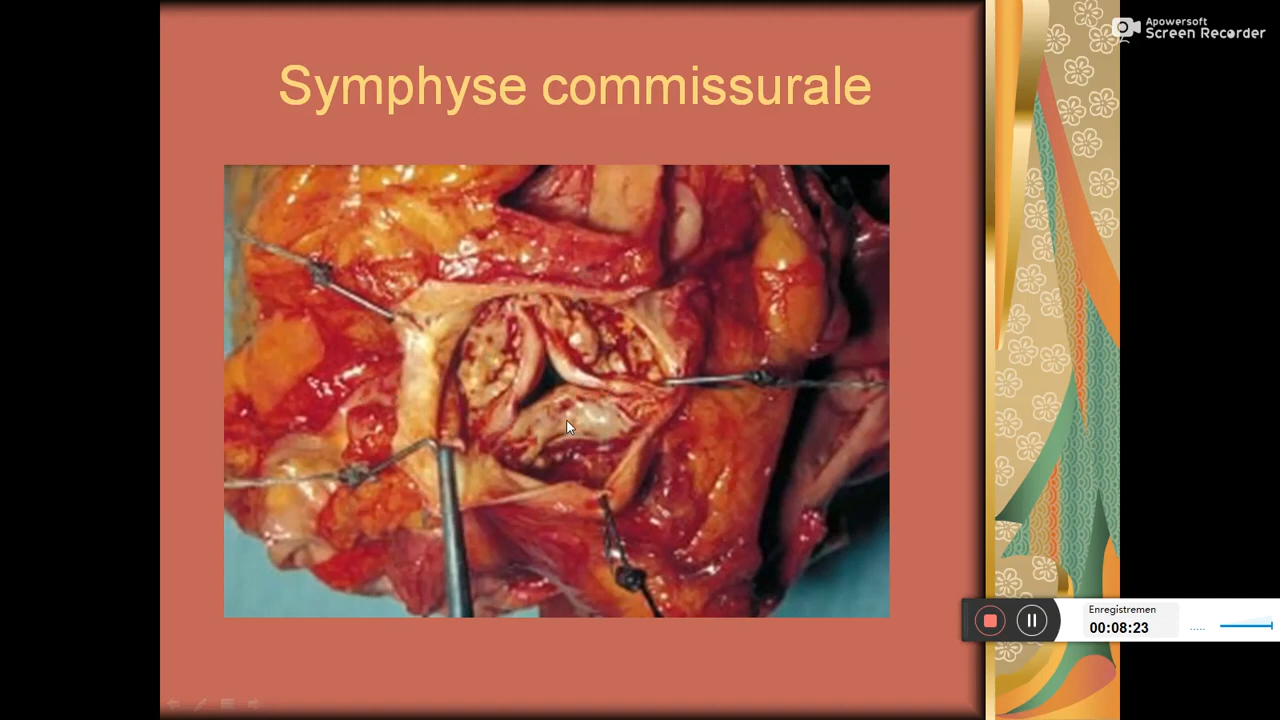 Symphyse commissurale
Apowersoft
Screen Recorder
Enregistremen
00:08:23